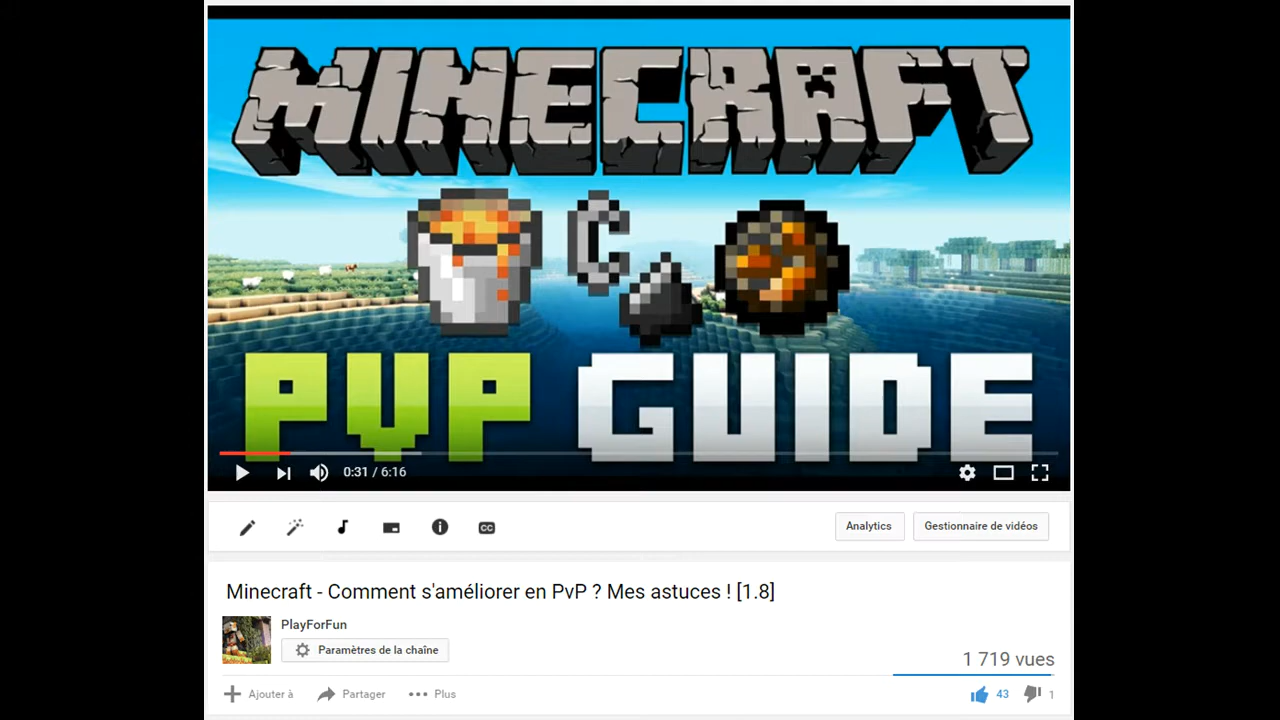 MINECRAFT
PVP GUIDE
0:31 / 6:16
CC
Analytics
Gestionnaire de vidéos
Minecraft - Comment s'améliorer en PvP ? Mes astuces ! [1.8]
PlayForFun
Paramètres de la chaîne
1 719 vues
Ajouter à
Partager
Plus
43
1